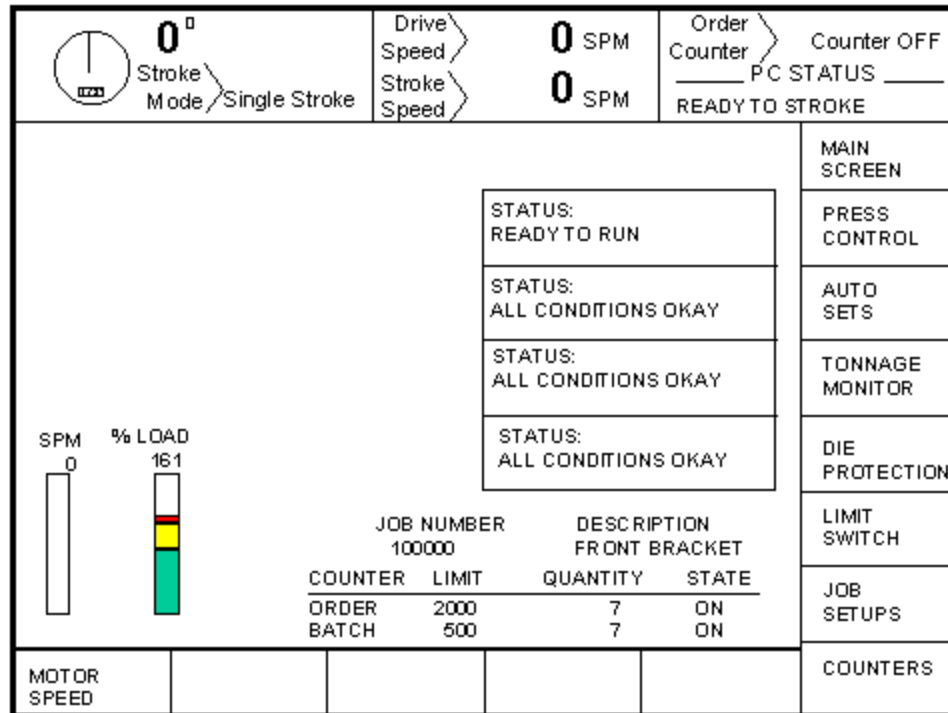 0°
Stroke
Mode
Single Stroke
Drive
Speed
0 SPM
Stroke
Speed
0 SPM
Order
Counter
Counter OFF
PC STATUS
READY TO STROKE
MAIN
SCREEN
STATUS:
READY TO RUN
PRESS
CONTROL
STATUS:
ALL CONDITIONS OKAY
AUTO
SETS
STATUS:
ALL CONDITIONS OKAY
TONNAGE
MONITOR
STATUS:
ALL CONDITIONS OKAY
DIE
PROTECTION
SPM
0
% LOAD
161
LIMIT
SWITCH
JOB NUMBER DESCRIPTION
100000 FRONT BRACKET
COUNTER LIMIT QUANTITY STATE
ORDER 2000 7 ON
BATCH 500 7 ON
JOB
SETUPS
COUNTERS
MOTOR
SPEED